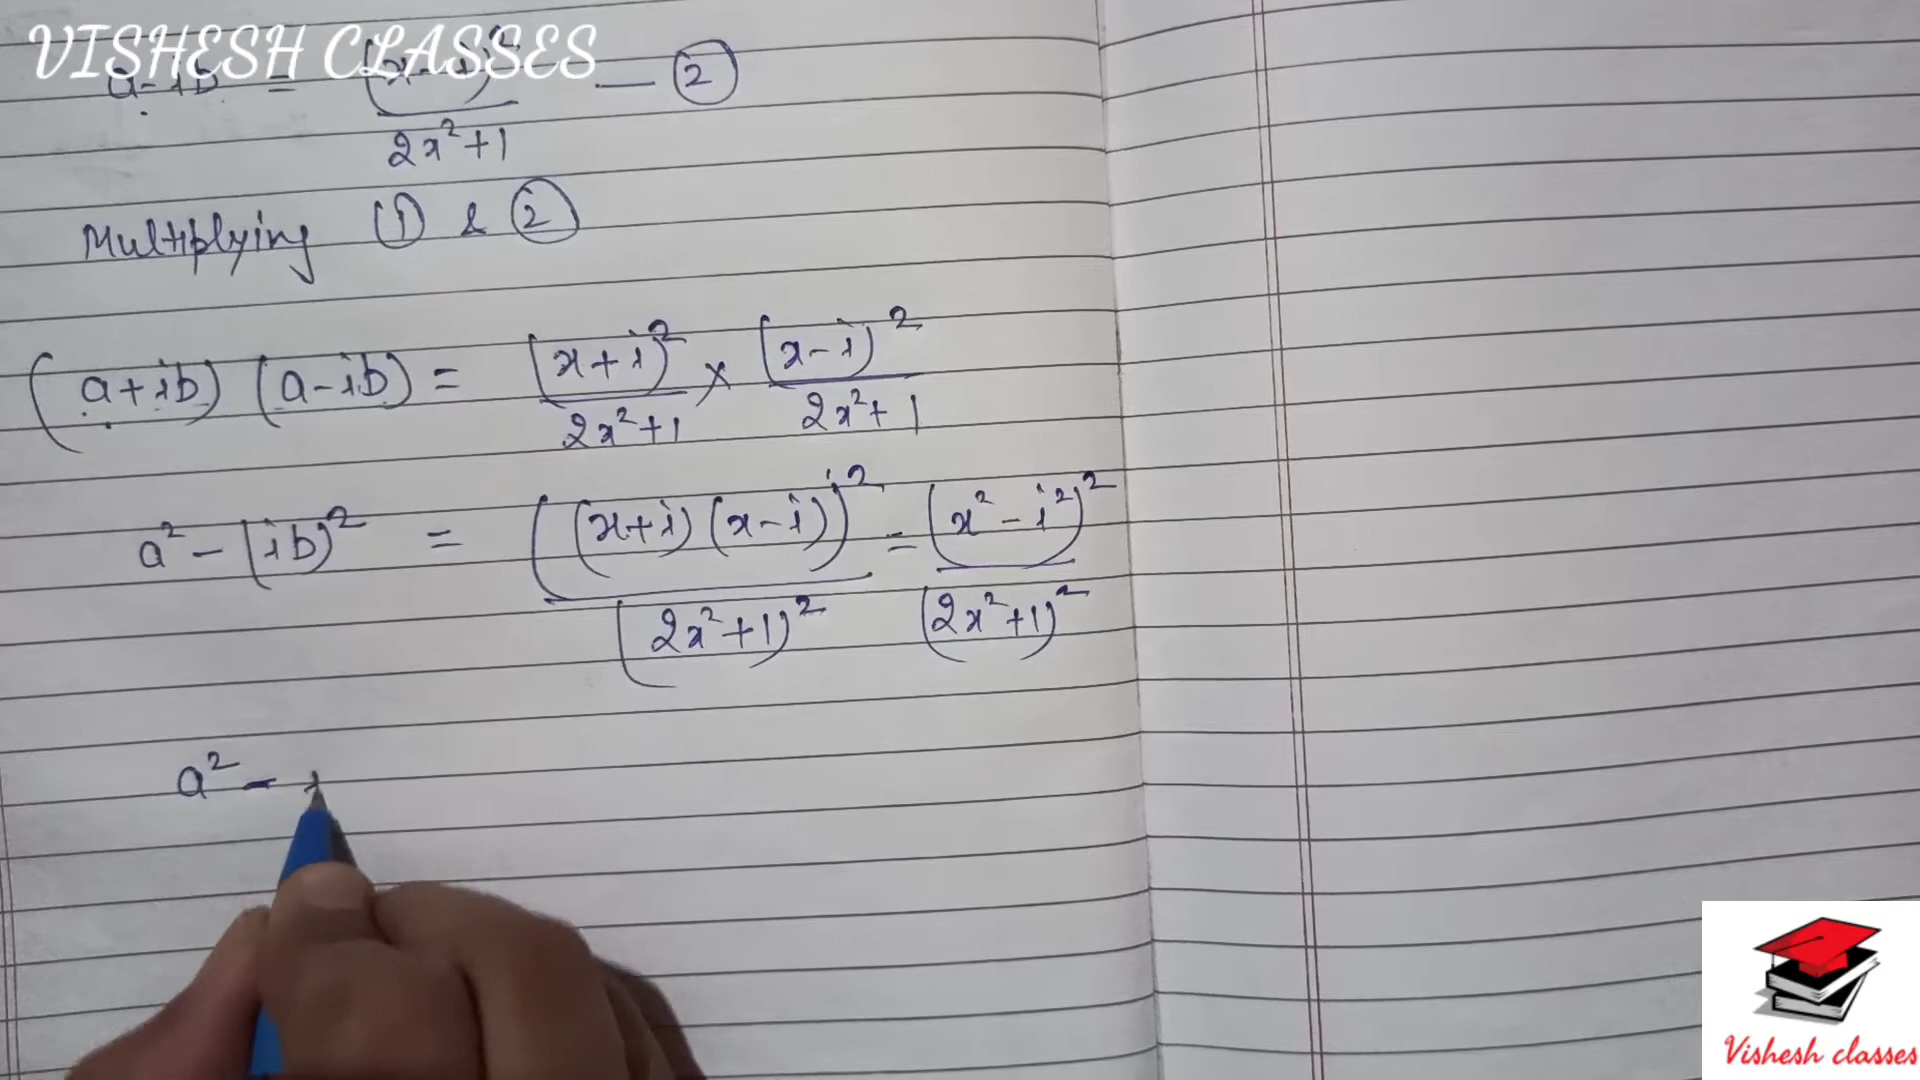 VISHESH CLASSES
a-ib = (x-i)² — ②
2x²+1
Multiplying ① & ②
(a+ib) (a-ib) = (x+i)² / 2x²+1 × (x-i)² / 2x²+1
a² - (ib)² = ((x+i)(x-i))² / (2x²+1)² = (x² - i²)² / (2x²+1)²
a² - i
Vishesh classes